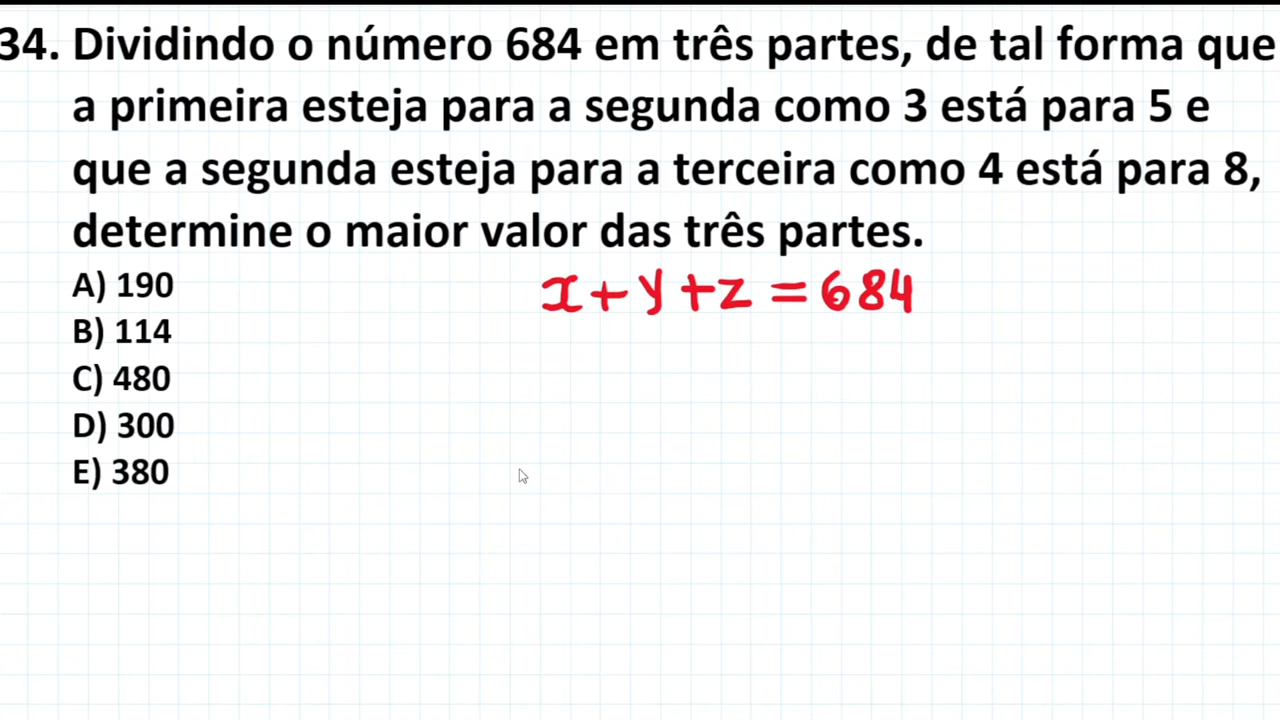 34. Dividindo o número 684 em três partes, de tal forma que
a primeira esteja para a segunda como 3 está para 5 e
que a segunda esteja para a terceira como 4 está para 8,
determine o maior valor das três partes.
A) 190
x + y + z = 684
B) 114
C) 480
D) 300
E) 380